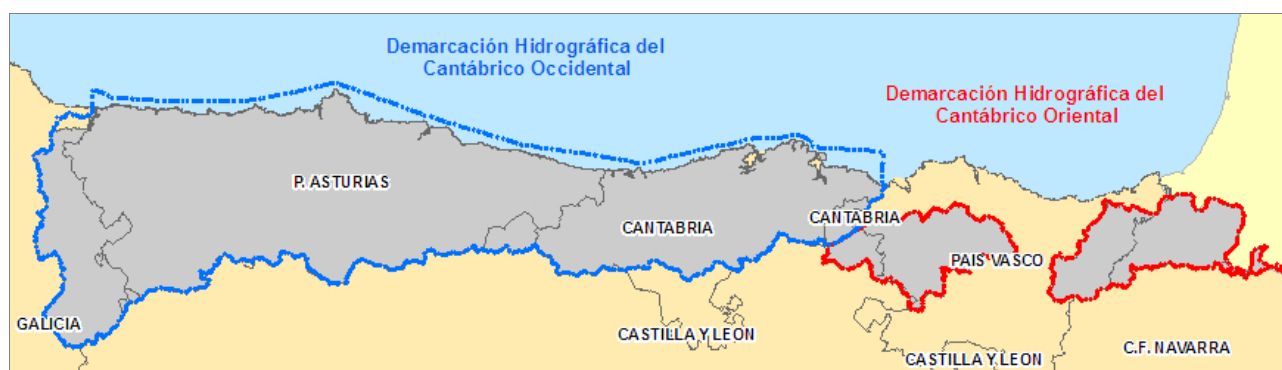 Demarcación Hidrográfica del
Cantábrico Occidental
Demarcación Hidrográfica del
Cantábrico Oriental
P. ASTURIAS
CANTABRIA
CANTABRIA
PAIS VASCO
GALICIA
CASTILLA Y LEON
CASTILLA Y LEON
C.F. NAVARRA